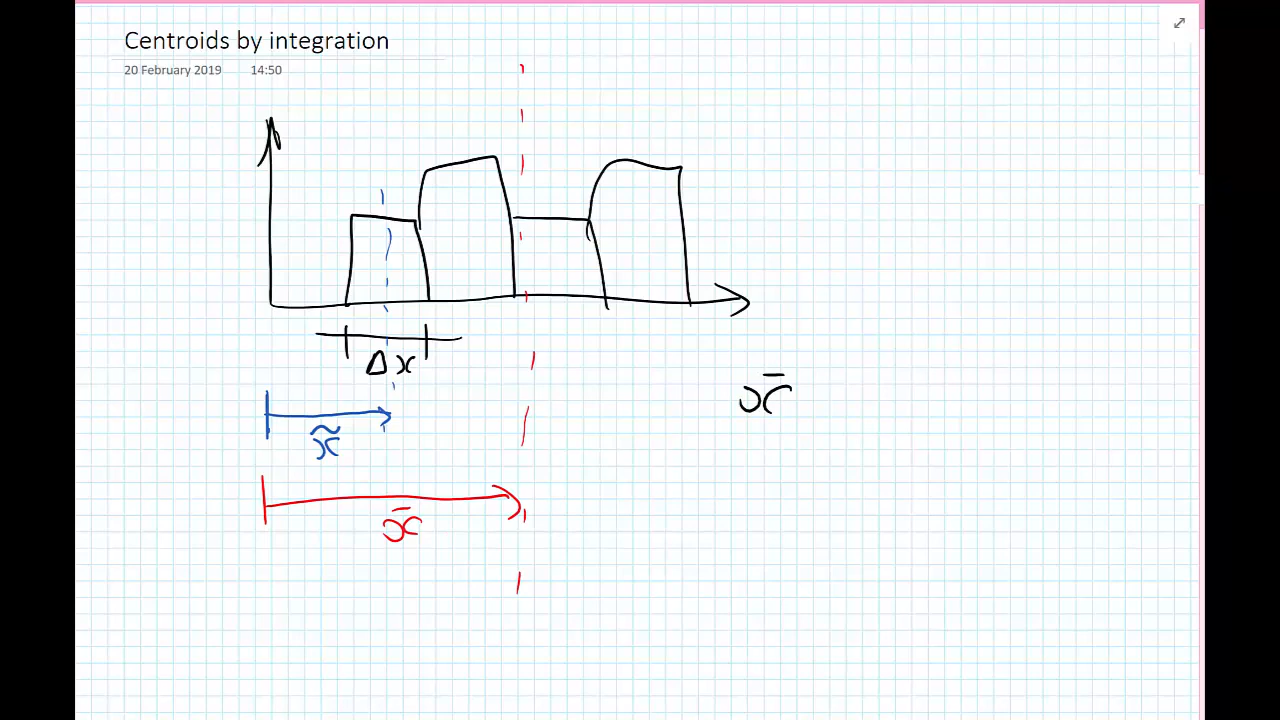 Centroids by integration
20 February 2019 14:50
Δx
x̃
x̄
x̄